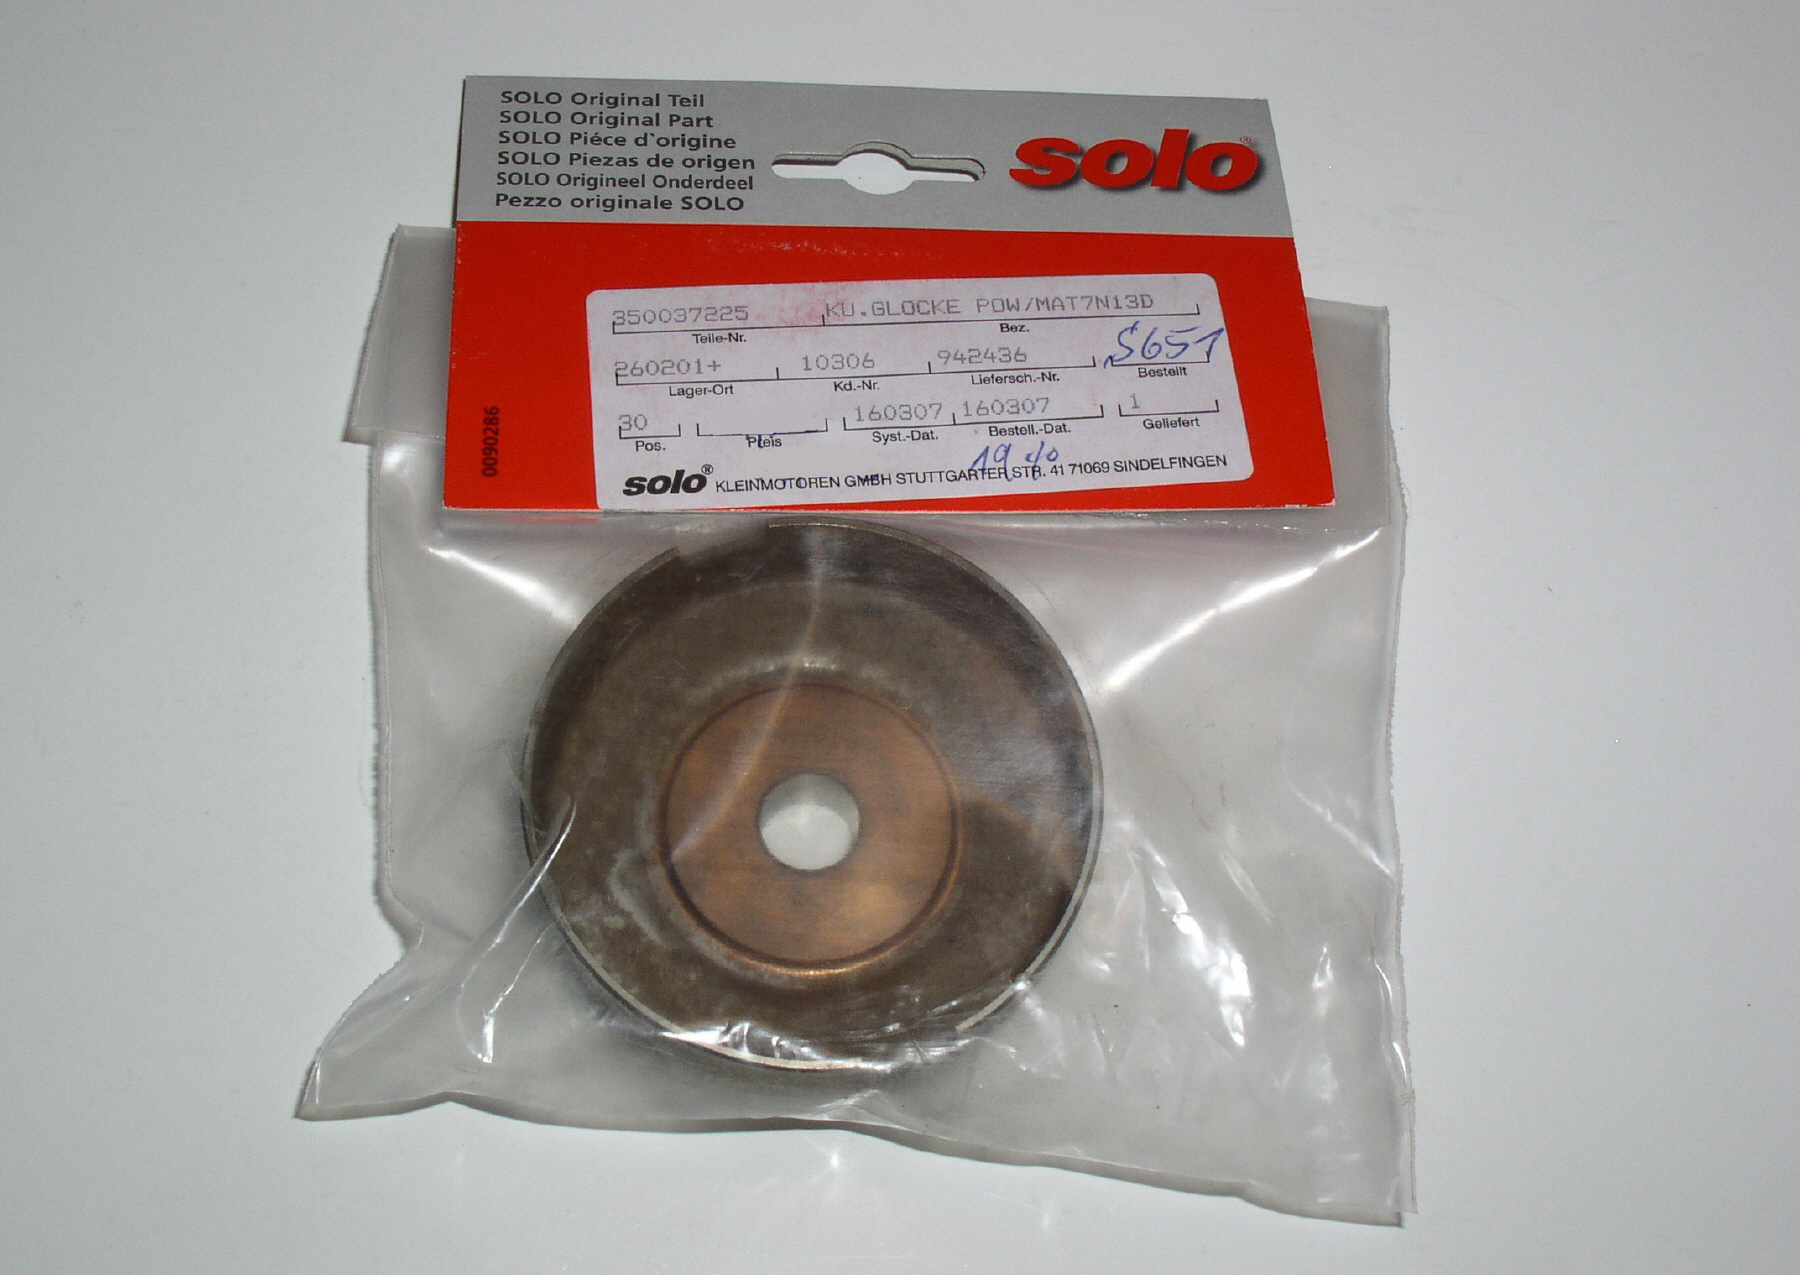 SOLO Original Teil
SOLO Original Part
SOLO Piéce d`origine
SOLO Piezas de origen
SOLO Origineel Onderdeel
Pezzo originale SOLO
solo®
350037225 KU.GLOCKE POW/MAT7N13D
Teile-Nr. Bez.
260201+ 10306 942436 S651
Lager-Ort Kd.-Nr. Liefersch.-Nr. Bestellt
30 160307 160307 1
Pos. Preis Syst.-Dat. Bestell.-Dat. Geliefert
solo® KLEINMOTOREN GMBH STUTTGARTER STR. 41 71069 SINDELFINGEN
0090286